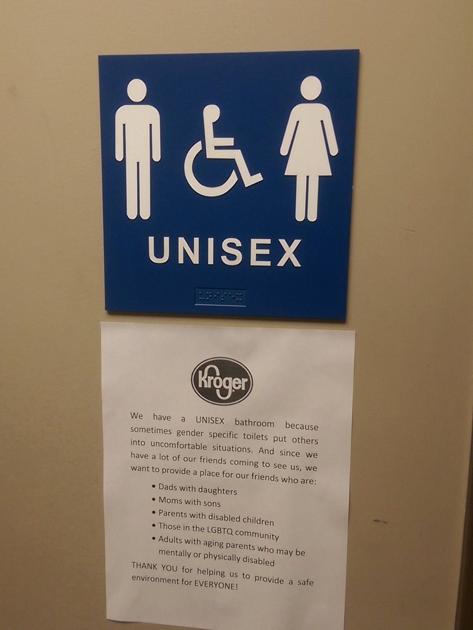 UNISEX
Kroger
We have a UNISEX bathroom because
sometimes gender specific toilets put others
into uncomfortable situations. And since we
have a lot of our friends coming to see us, we
want to provide a place for our friends who are:
• Dads with daughters
• Moms with sons
• Parents with disabled children
• Those in the LGBTQ community
• Adults with aging parents who may be
mentally or physically disabled
THANK YOU for helping us to provide a safe
environment for EVERYONE!